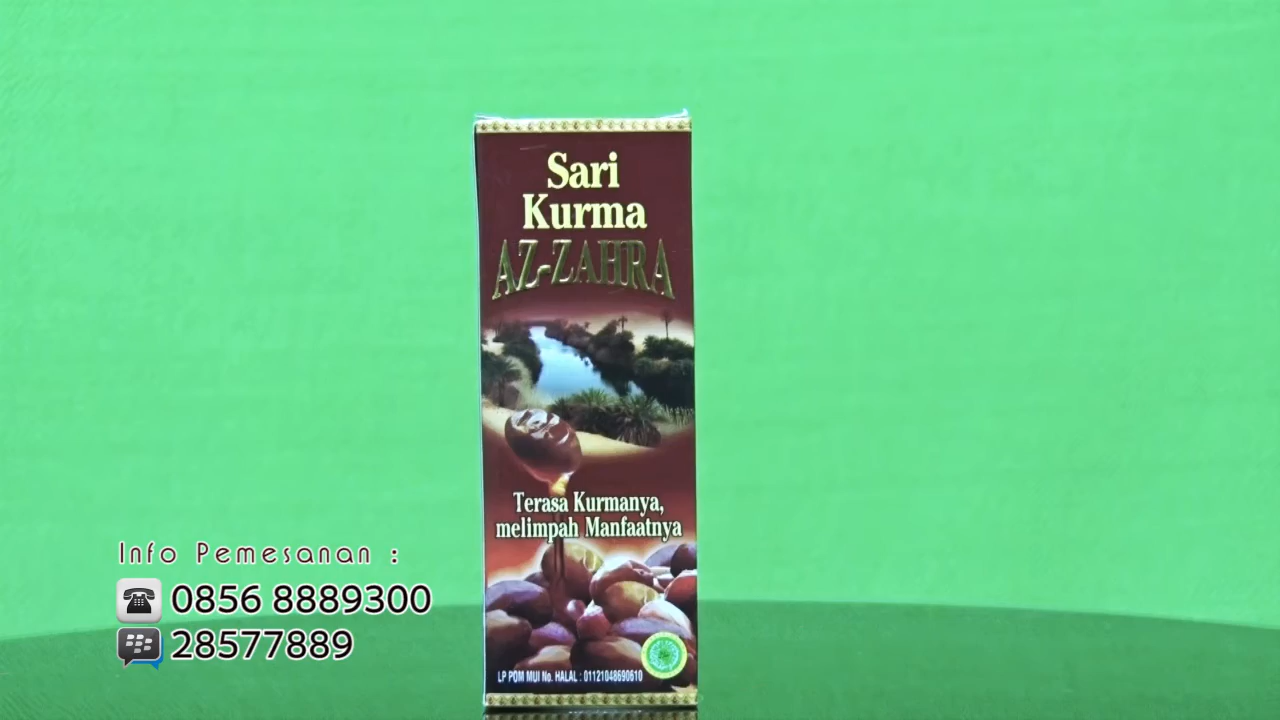 Sari
Kurma
AZ-ZAHRA
Terasa Kurmanya,
melimpah Manfaatnya
LP POM MUI No. HALAL : 01121048690610
Info Pemesanan :
0856 8889300
28577889